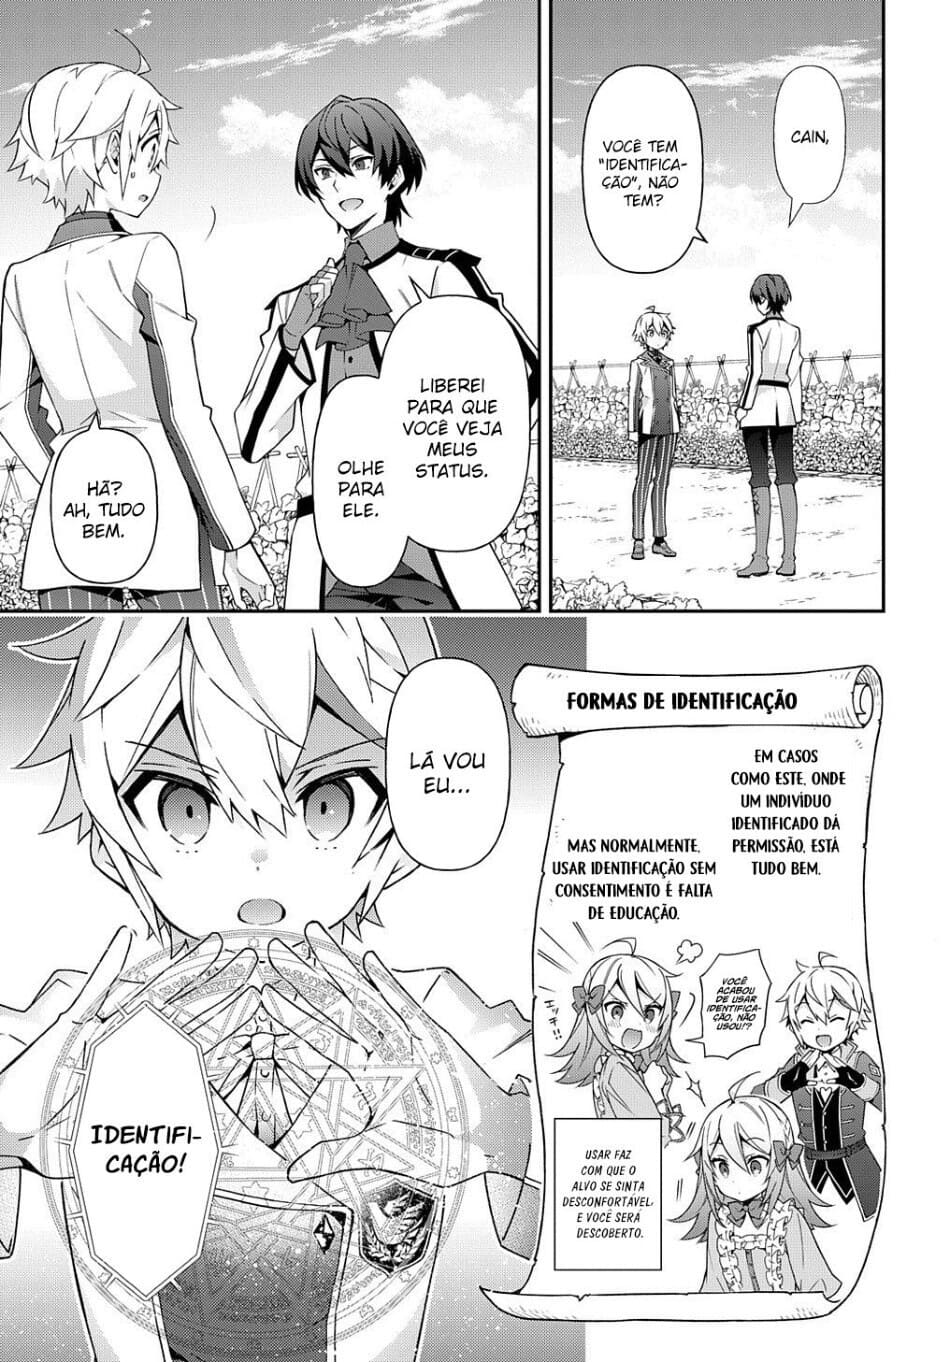 CAIN,
VOCÊ TEM
"IDENTIFICA-
ÇÃO", NÃO
TEM?
LIBEREI
PARA QUE
VOCÊ VEJA
MEUS
STATUS.
OLHE
PARA
ELE.
HÃ?
AH, TUDO
BEM.
FORMAS DE IDENTIFICAÇÃO
EM CASOS
COMO ESTE, ONDE
UM INDIVÍDUO
IDENTIFICADO DÁ
PERMISSÃO, ESTÁ
TUDO BEM.
MAS NORMALMENTE,
USAR IDENTIFICAÇÃO SEM
CONSENTIMENTO É FALTA
DE EDUCAÇÃO.
VOCÊ
ACABOU
DE USAR
IDENTIFICA-
ÇÃO, NÃO
USOU!?
エッチ!!
USAR FAZ
COM QUE O
ALVO SE SINTA
DESCONFORTÁVEL,
E VOCÊ SERÁ
DESCOBERTO.
LÁ VOU
EU...
IDENTIFI-
CAÇÃO!